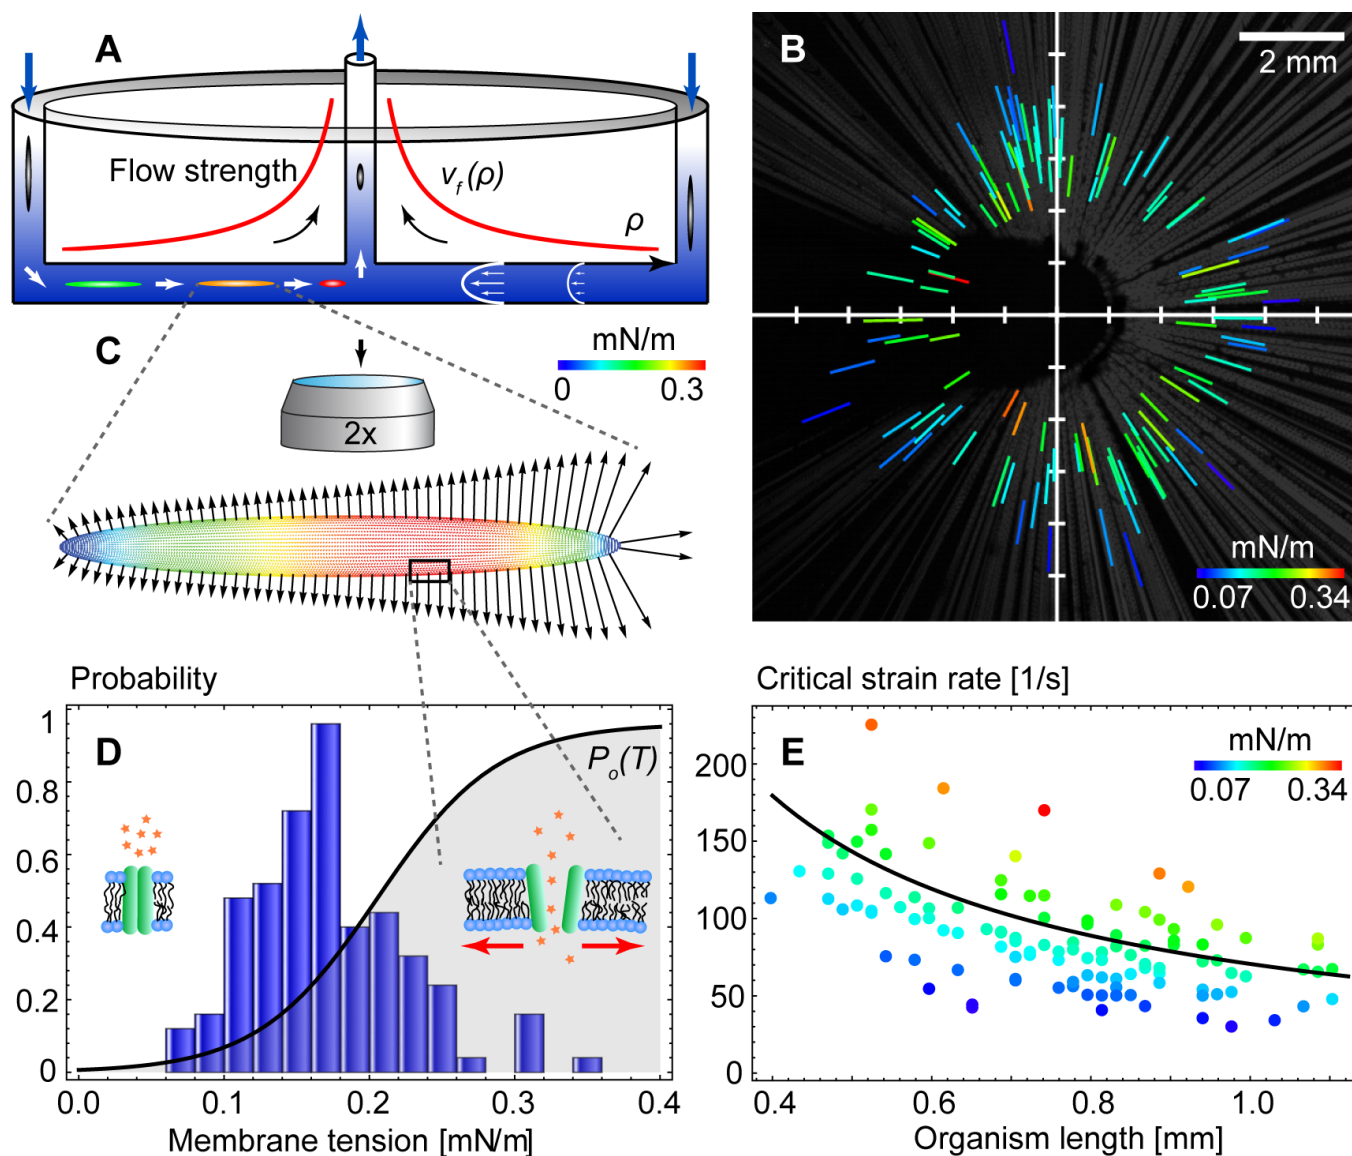 A
Flow strength
v_f(ρ)
ρ
B
2 mm
mN/m
0.07 0.34
C
mN/m
0 0.3
2x
Probability
D
P_o(T)
1
0.8
0.6
0.4
0.2
0
0.0 0.1 0.2 0.3 0.4
Membrane tension [mN/m]
Critical strain rate [1/s]
E
mN/m
0.07 0.34
200
150
100
50
0
0.4 0.6 0.8 1.0
Organism length [mm]